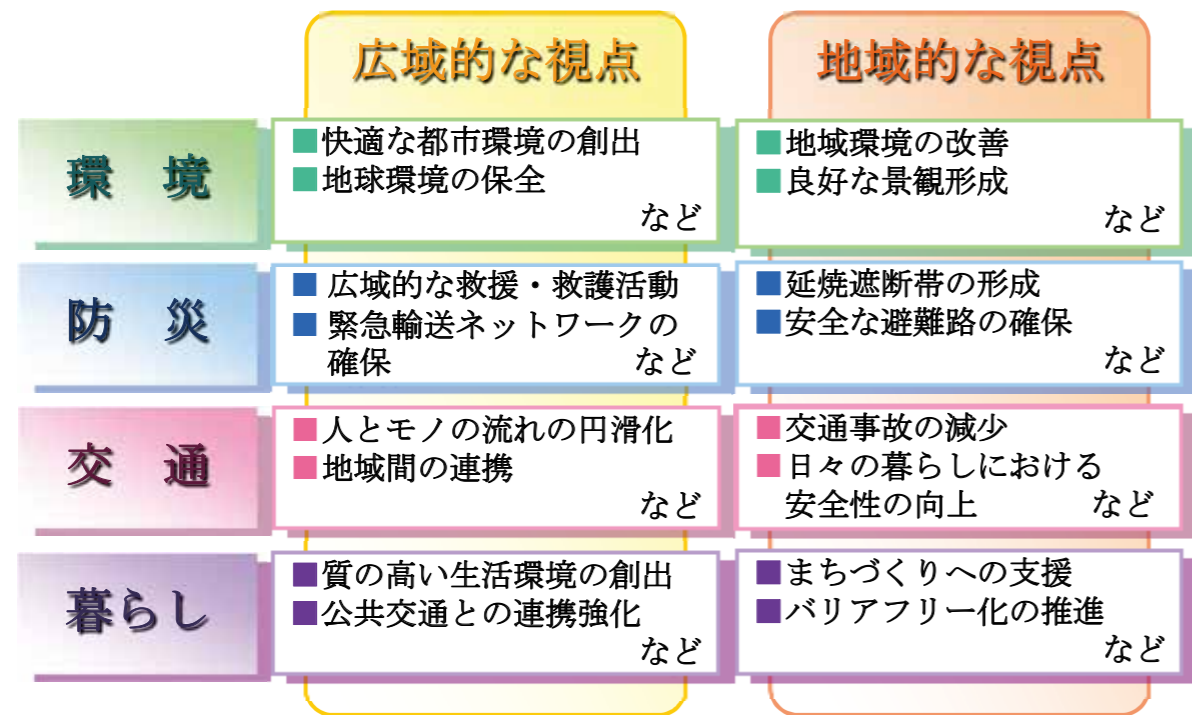 広域的な視点
地域的な視点
環　境
■快適な都市環境の創出
■地球環境の保全
など
■地域環境の改善
■良好な景観形成
など
防　災
■広域的な救援・救護活動
■緊急輸送ネットワークの
確保　など
■延焼遮断帯の形成
■安全な避難路の確保
など
交　通
■人とモノの流れの円滑化
■地域間の連携
など
■交通事故の減少
■日々の暮らしにおける
安全性の向上　など
暮らし
■質の高い生活環境の創出
■公共交通との連携強化
など
■まちづくりへの支援
■バリアフリー化の推進
など